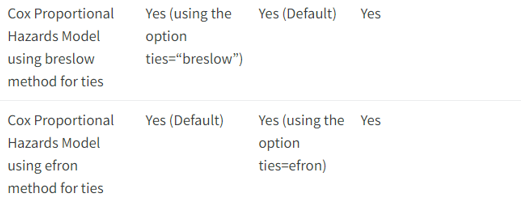 Cox Proportional Yes (using the Yes (Default) Yes
Hazards Model option
using breslow ties=“breslow”)
method for ties
Cox Proportional Yes (Default) Yes (using the Yes
Hazards Model option
using efron ties=efron)
method for ties